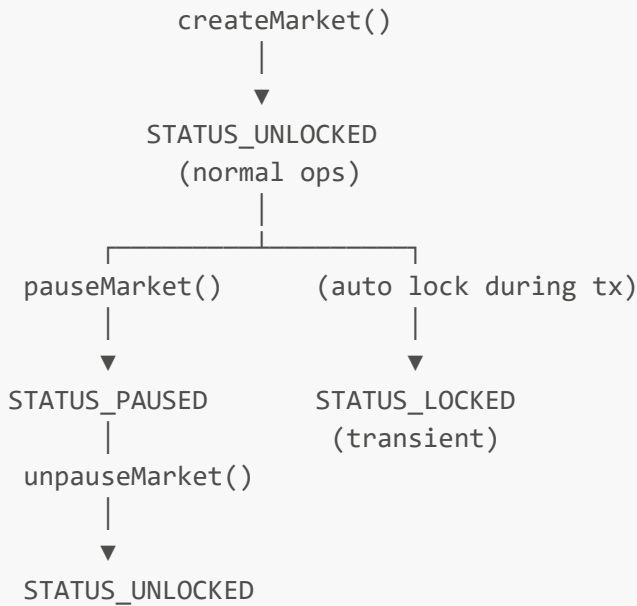 createMarket()
STATUS_UNLOCKED
(normal ops)
pauseMarket() (auto lock during tx)
STATUS_PAUSED STATUS_LOCKED
(transient)
unpauseMarket()
STATUS_UNLOCKED